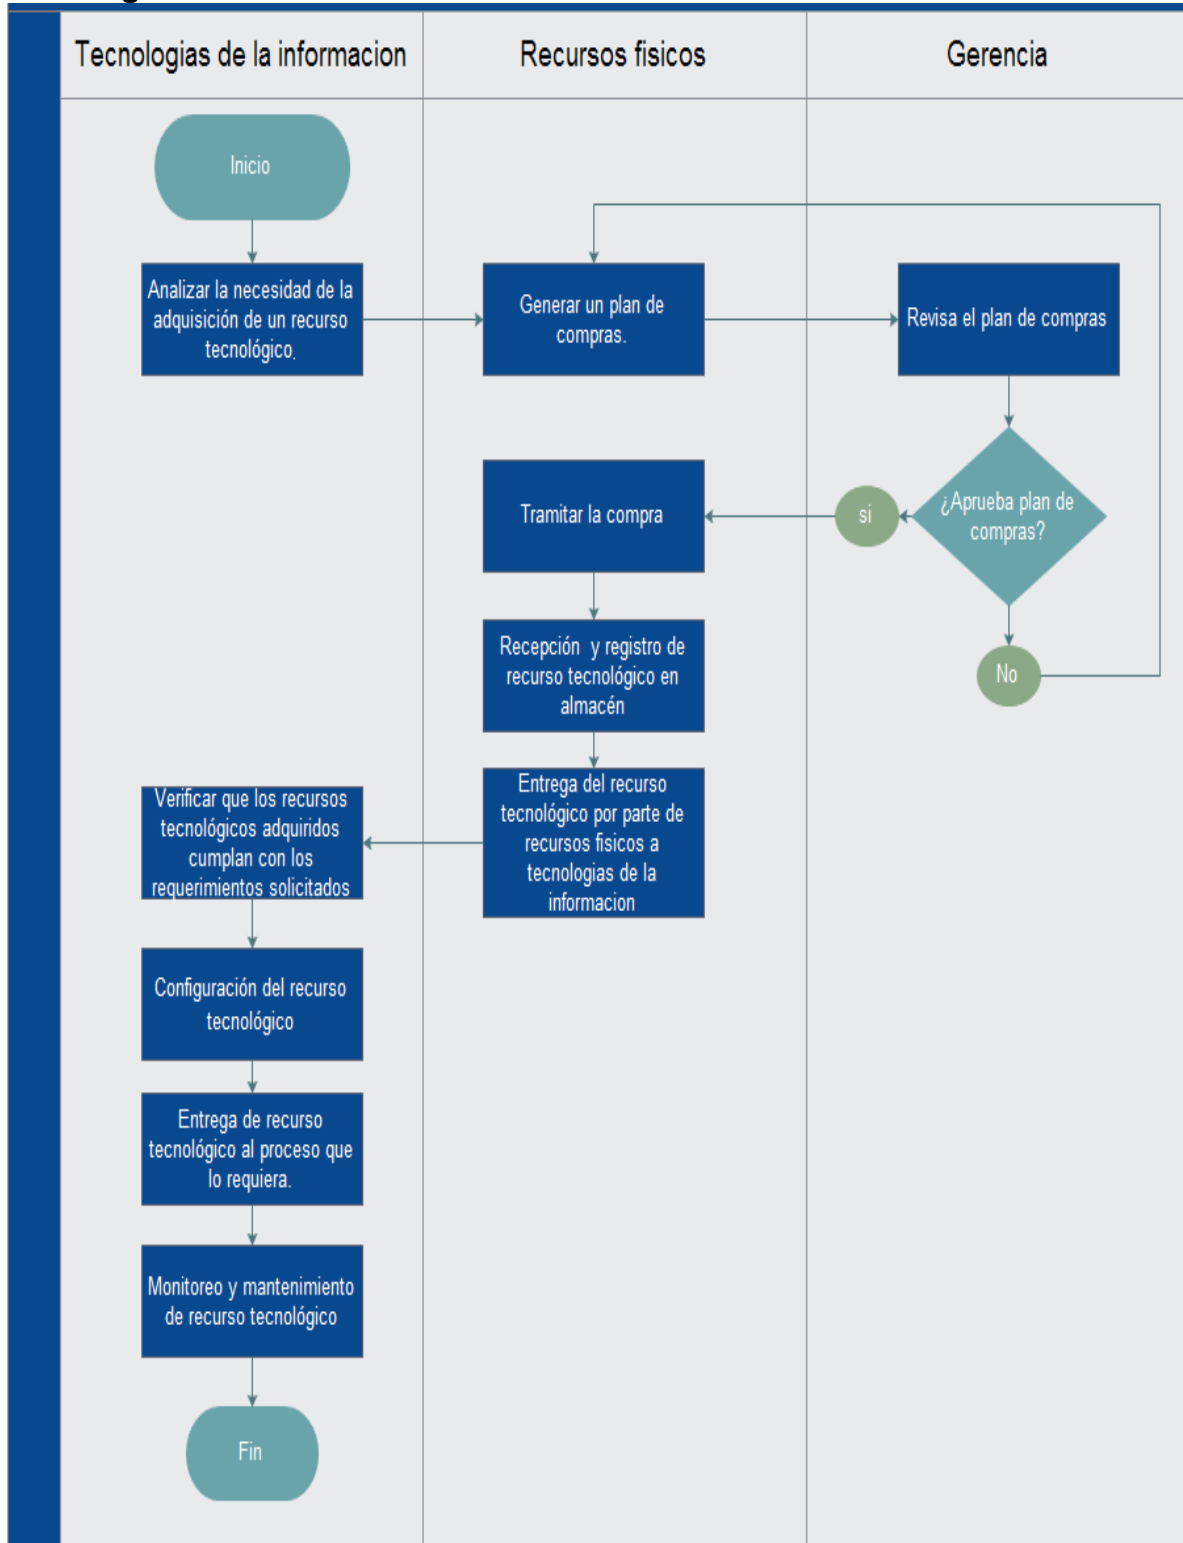 Tecnologias de la informacion
Recursos fisicos
Gerencia
Inicio
Analizar la necesidad de la
adquisición de un recurso
tecnológico.
Generar un plan de
compras.
Revisa el plan de compras
¿Aprueba plan de
compras?
si
No
Tramitar la compra
Recepción y registro de
recurso tecnológico en
almacén
Entrega del recurso
tecnológico por parte de
recursos fisicos a
tecnologias de la
informacion
Verificar que los recursos
tecnológicos adquiridos
cumplan con los
requerimientos solicitados
Configuración del recurso
tecnológico
Entrega de recurso
tecnológico al proceso que
lo requiera.
Monitoreo y mantenimiento
de recurso tecnológico
Fin